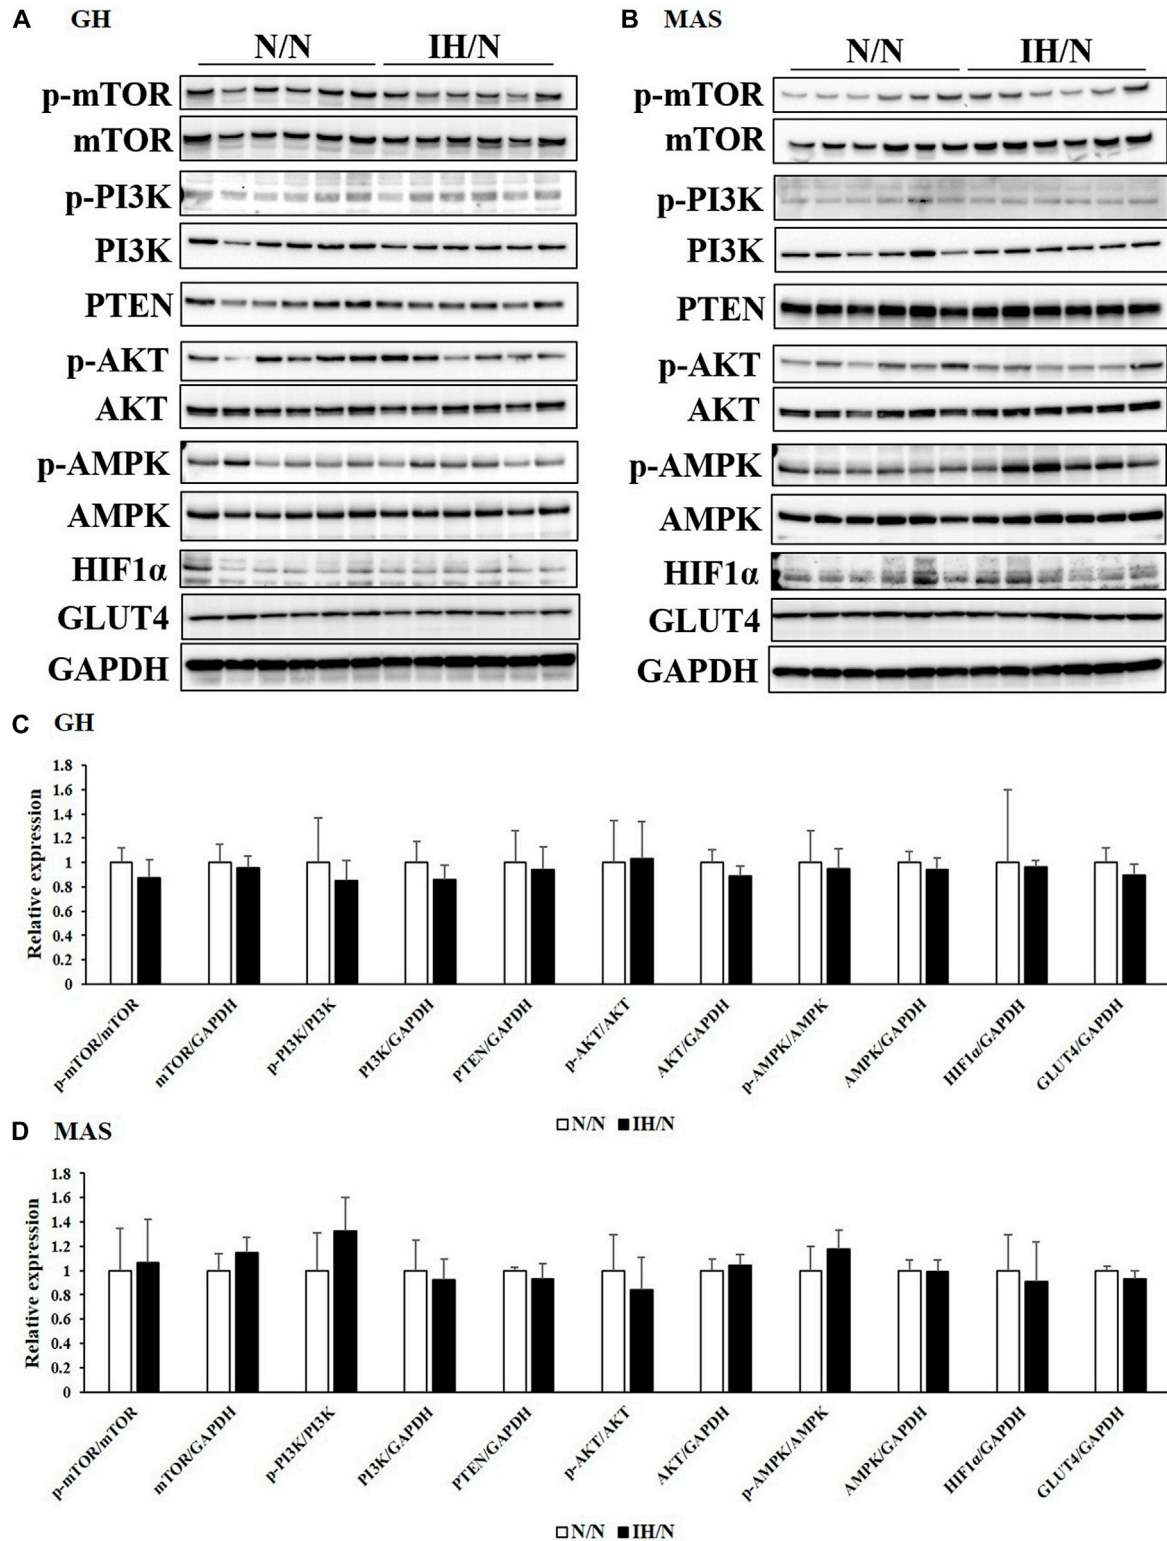 A GH
N/N IH/N
p-mTOR
mTOR
p-PI3K
PI3K
PTEN
p-AKT
AKT
p-AMPK
AMPK
HIF1α
GLUT4
GAPDH
B MAS
N/N IH/N
p-mTOR
mTOR
p-PI3K
PI3K
PTEN
p-AKT
AKT
p-AMPK
AMPK
HIF1α
GLUT4
GAPDH
C GH
Relative expression
1.8
1.6
1.4
1.2
1
0.8
0.6
0.4
0.2
0
p-mTOR/mTOR
mTOR/GAPDH
p-PI3K/PI3K
PI3K/GAPDH
PTEN/GAPDH
p-AKT/AKT
AKT/GAPDH
p-AMPK/AMPK
AMPK/GAPDH
HIF1α/GAPDH
GLUT4/GAPDH
N/N IH/N
D MAS
Relative expression
1.8
1.6
1.4
1.2
1
0.8
0.6
0.4
0.2
0
p-mTOR/mTOR
mTOR/GAPDH
p-PI3K/PI3K
PI3K/GAPDH
PTEN/GAPDH
p-AKT/AKT
AKT/GAPDH
p-AMPK/AMPK
AMPK/GAPDH
HIF1α/GAPDH
GLUT4/GAPDH
N/N IH/N